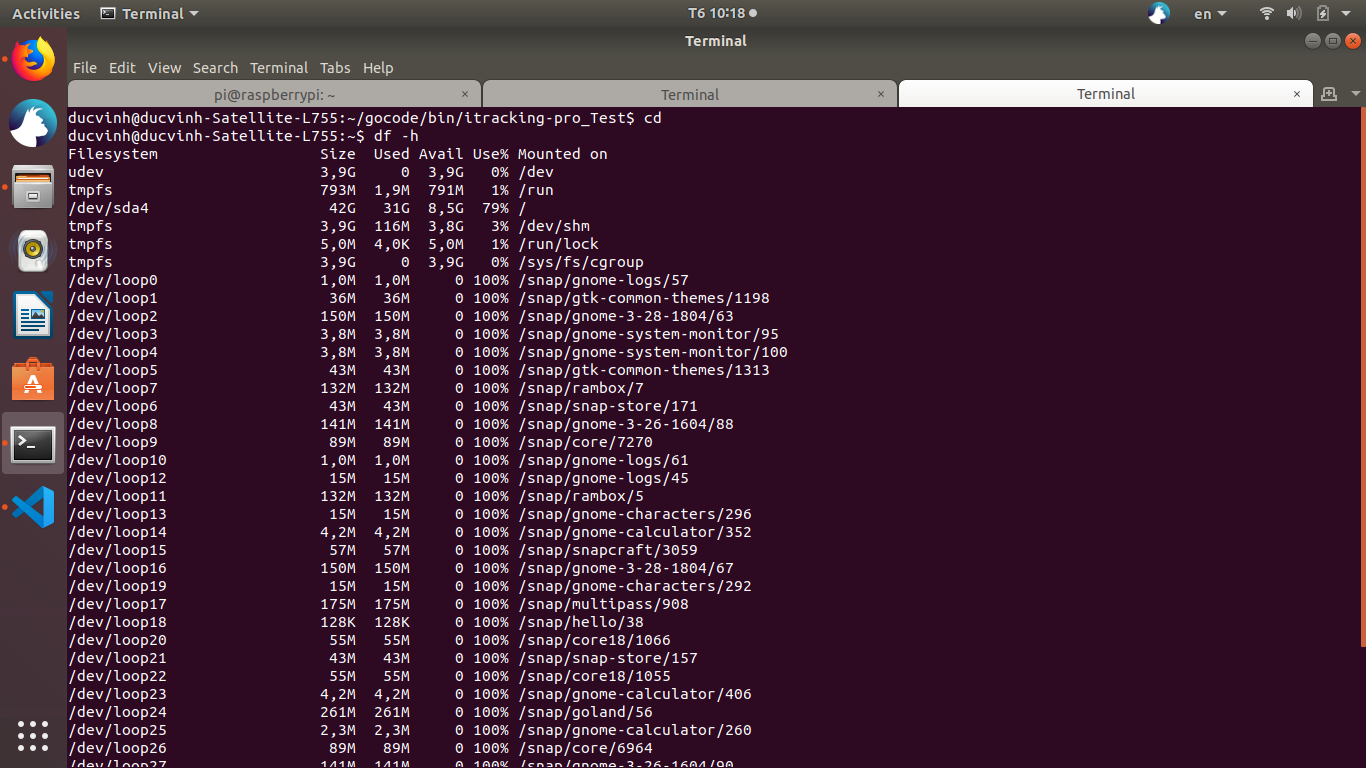 Activities Terminal T6 10:18 en
Terminal
File Edit View Search Terminal Tabs Help
pi@raspberrypi: ~ × Terminal × Terminal ×
ducvinh@ducvinh-Satellite-L755:~/gocode/bin/itracking-pro_Test$ cd
ducvinh@ducvinh-Satellite-L755:~$ df -h
Filesystem Size Used Avail Use% Mounted on
udev 3,9G 0 3,9G 0% /dev
tmpfs 793M 1,9M 791M 1% /run
/dev/sda4 42G 31G 8,5G 79% /
tmpfs 3,9G 116M 3,8G 3% /dev/shm
tmpfs 5,0M 4,0K 5,0M 1% /run/lock
tmpfs 3,9G 0 3,9G 0% /sys/fs/cgroup
/dev/loop0 1,0M 1,0M 0 100% /snap/gnome-logs/57
/dev/loop1 36M 36M 0 100% /snap/gtk-common-themes/1198
/dev/loop2 150M 150M 0 100% /snap/gnome-3-28-1804/63
/dev/loop3 3,8M 3,8M 0 100% /snap/gnome-system-monitor/95
/dev/loop4 3,8M 3,8M 0 100% /snap/gnome-system-monitor/100
/dev/loop5 43M 43M 0 100% /snap/gtk-common-themes/1313
/dev/loop7 132M 132M 0 100% /snap/rambox/7
/dev/loop6 43M 43M 0 100% /snap/snap-store/171
/dev/loop8 141M 141M 0 100% /snap/gnome-3-26-1604/88
/dev/loop9 89M 89M 0 100% /snap/core/7270
/dev/loop10 1,0M 1,0M 0 100% /snap/gnome-logs/61
/dev/loop12 15M 15M 0 100% /snap/gnome-logs/45
/dev/loop11 132M 132M 0 100% /snap/rambox/5
/dev/loop13 15M 15M 0 100% /snap/gnome-characters/296
/dev/loop14 4,2M 4,2M 0 100% /snap/gnome-calculator/352
/dev/loop15 57M 57M 0 100% /snap/snapcraft/3059
/dev/loop16 150M 150M 0 100% /snap/gnome-3-28-1804/67
/dev/loop19 15M 15M 0 100% /snap/gnome-characters/292
/dev/loop17 175M 175M 0 100% /snap/multipass/908
/dev/loop18 128K 128K 0 100% /snap/hello/38
/dev/loop20 55M 55M 0 100% /snap/core18/1066
/dev/loop21 43M 43M 0 100% /snap/snap-store/157
/dev/loop22 55M 55M 0 100% /snap/core18/1055
/dev/loop23 4,2M 4,2M 0 100% /snap/gnome-calculator/406
/dev/loop24 261M 261M 0 100% /snap/goland/56
/dev/loop25 2,3M 2,3M 0 100% /snap/gnome-calculator/260
/dev/loop26 89M 89M 0 100% /snap/core/6964
/dev/loop27 141M 141M 0 100% /snap/gnome-3-26-1604/90